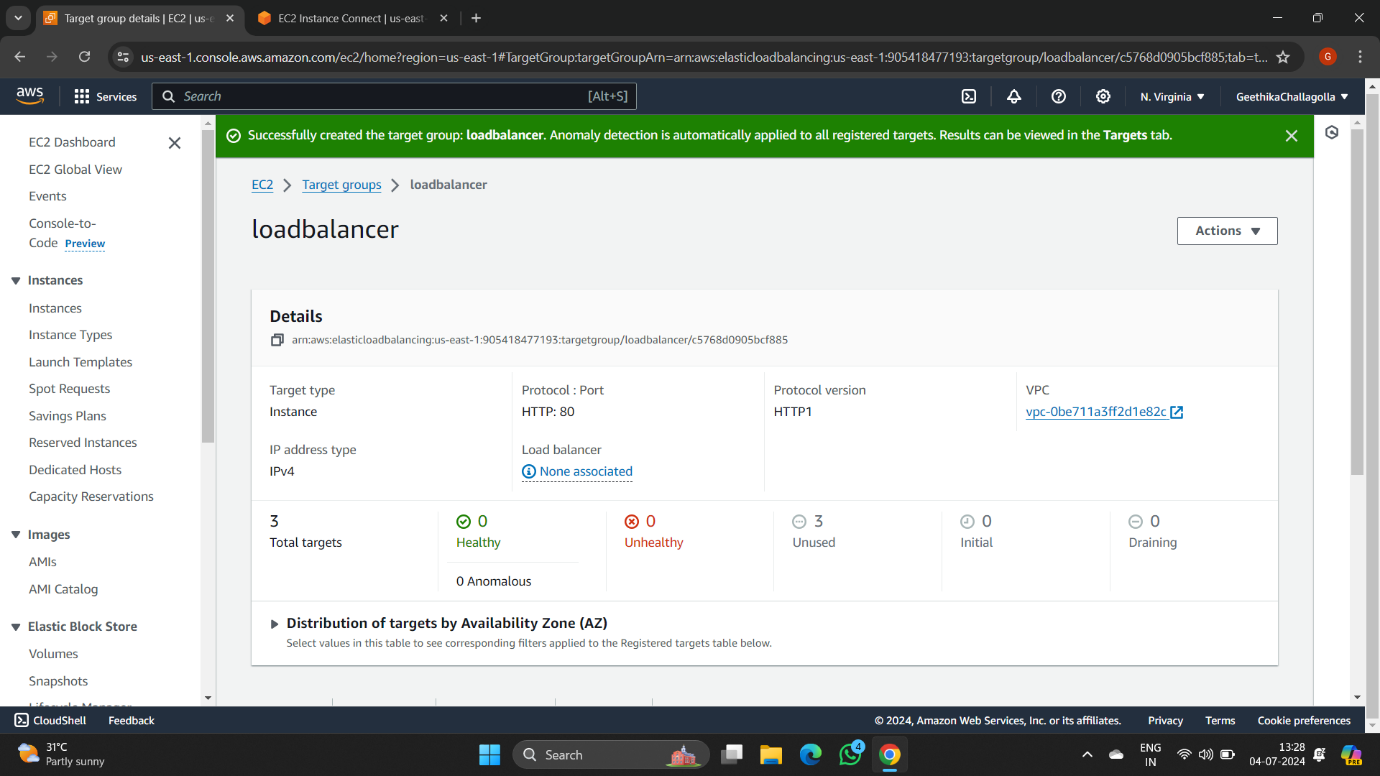 Target group details | EC2 | us-e
EC2 Instance Connect | us-east-
us-east-1.console.aws.amazon.com/ec2/home?region=us-east-1#TargetGroup:targetGroupArn=arn:aws:elasticloadbalancing:us-east-1:905418477193:targetgroup/loadbalancer/c5768d0905bcf885;tab=t...
G
aws
Services
Search
[Alt+S]
N. Virginia
GeethikaChallagolla
EC2 Dashboard
EC2 Global View
Events
Console-to-
Code Preview
Instances
Instances
Instance Types
Launch Templates
Spot Requests
Savings Plans
Reserved Instances
Dedicated Hosts
Capacity Reservations
Images
AMIs
AMI Catalog
Elastic Block Store
Volumes
Snapshots
Lifecycle Manager
Successfully created the target group: loadbalancer. Anomaly detection is automatically applied to all registered targets. Results can be viewed in the Targets tab.
EC2 > Target groups > loadbalancer
loadbalancer
Actions
Details
arn:aws:elasticloadbalancing:us-east-1:905418477193:targetgroup/loadbalancer/c5768d0905bcf885
Target type
Instance
Protocol : Port
HTTP: 80
Protocol version
HTTP1
VPC
vpc-0be711a3ff2d1e82c
IP address type
IPv4
Load balancer
None associated
3
Total targets
0
Healthy
0 Anomalous
0
Unhealthy
3
Unused
0
Initial
0
Draining
Distribution of targets by Availability Zone (AZ)
Select values in this table to see corresponding filters applied to the Registered targets table below.
CloudShell
Feedback
© 2024, Amazon Web Services, Inc. or its affiliates.
Privacy
Terms
Cookie preferences
31°C
Partly sunny
Search
4
ENG
IN
13:28
04-07-2024
PRE